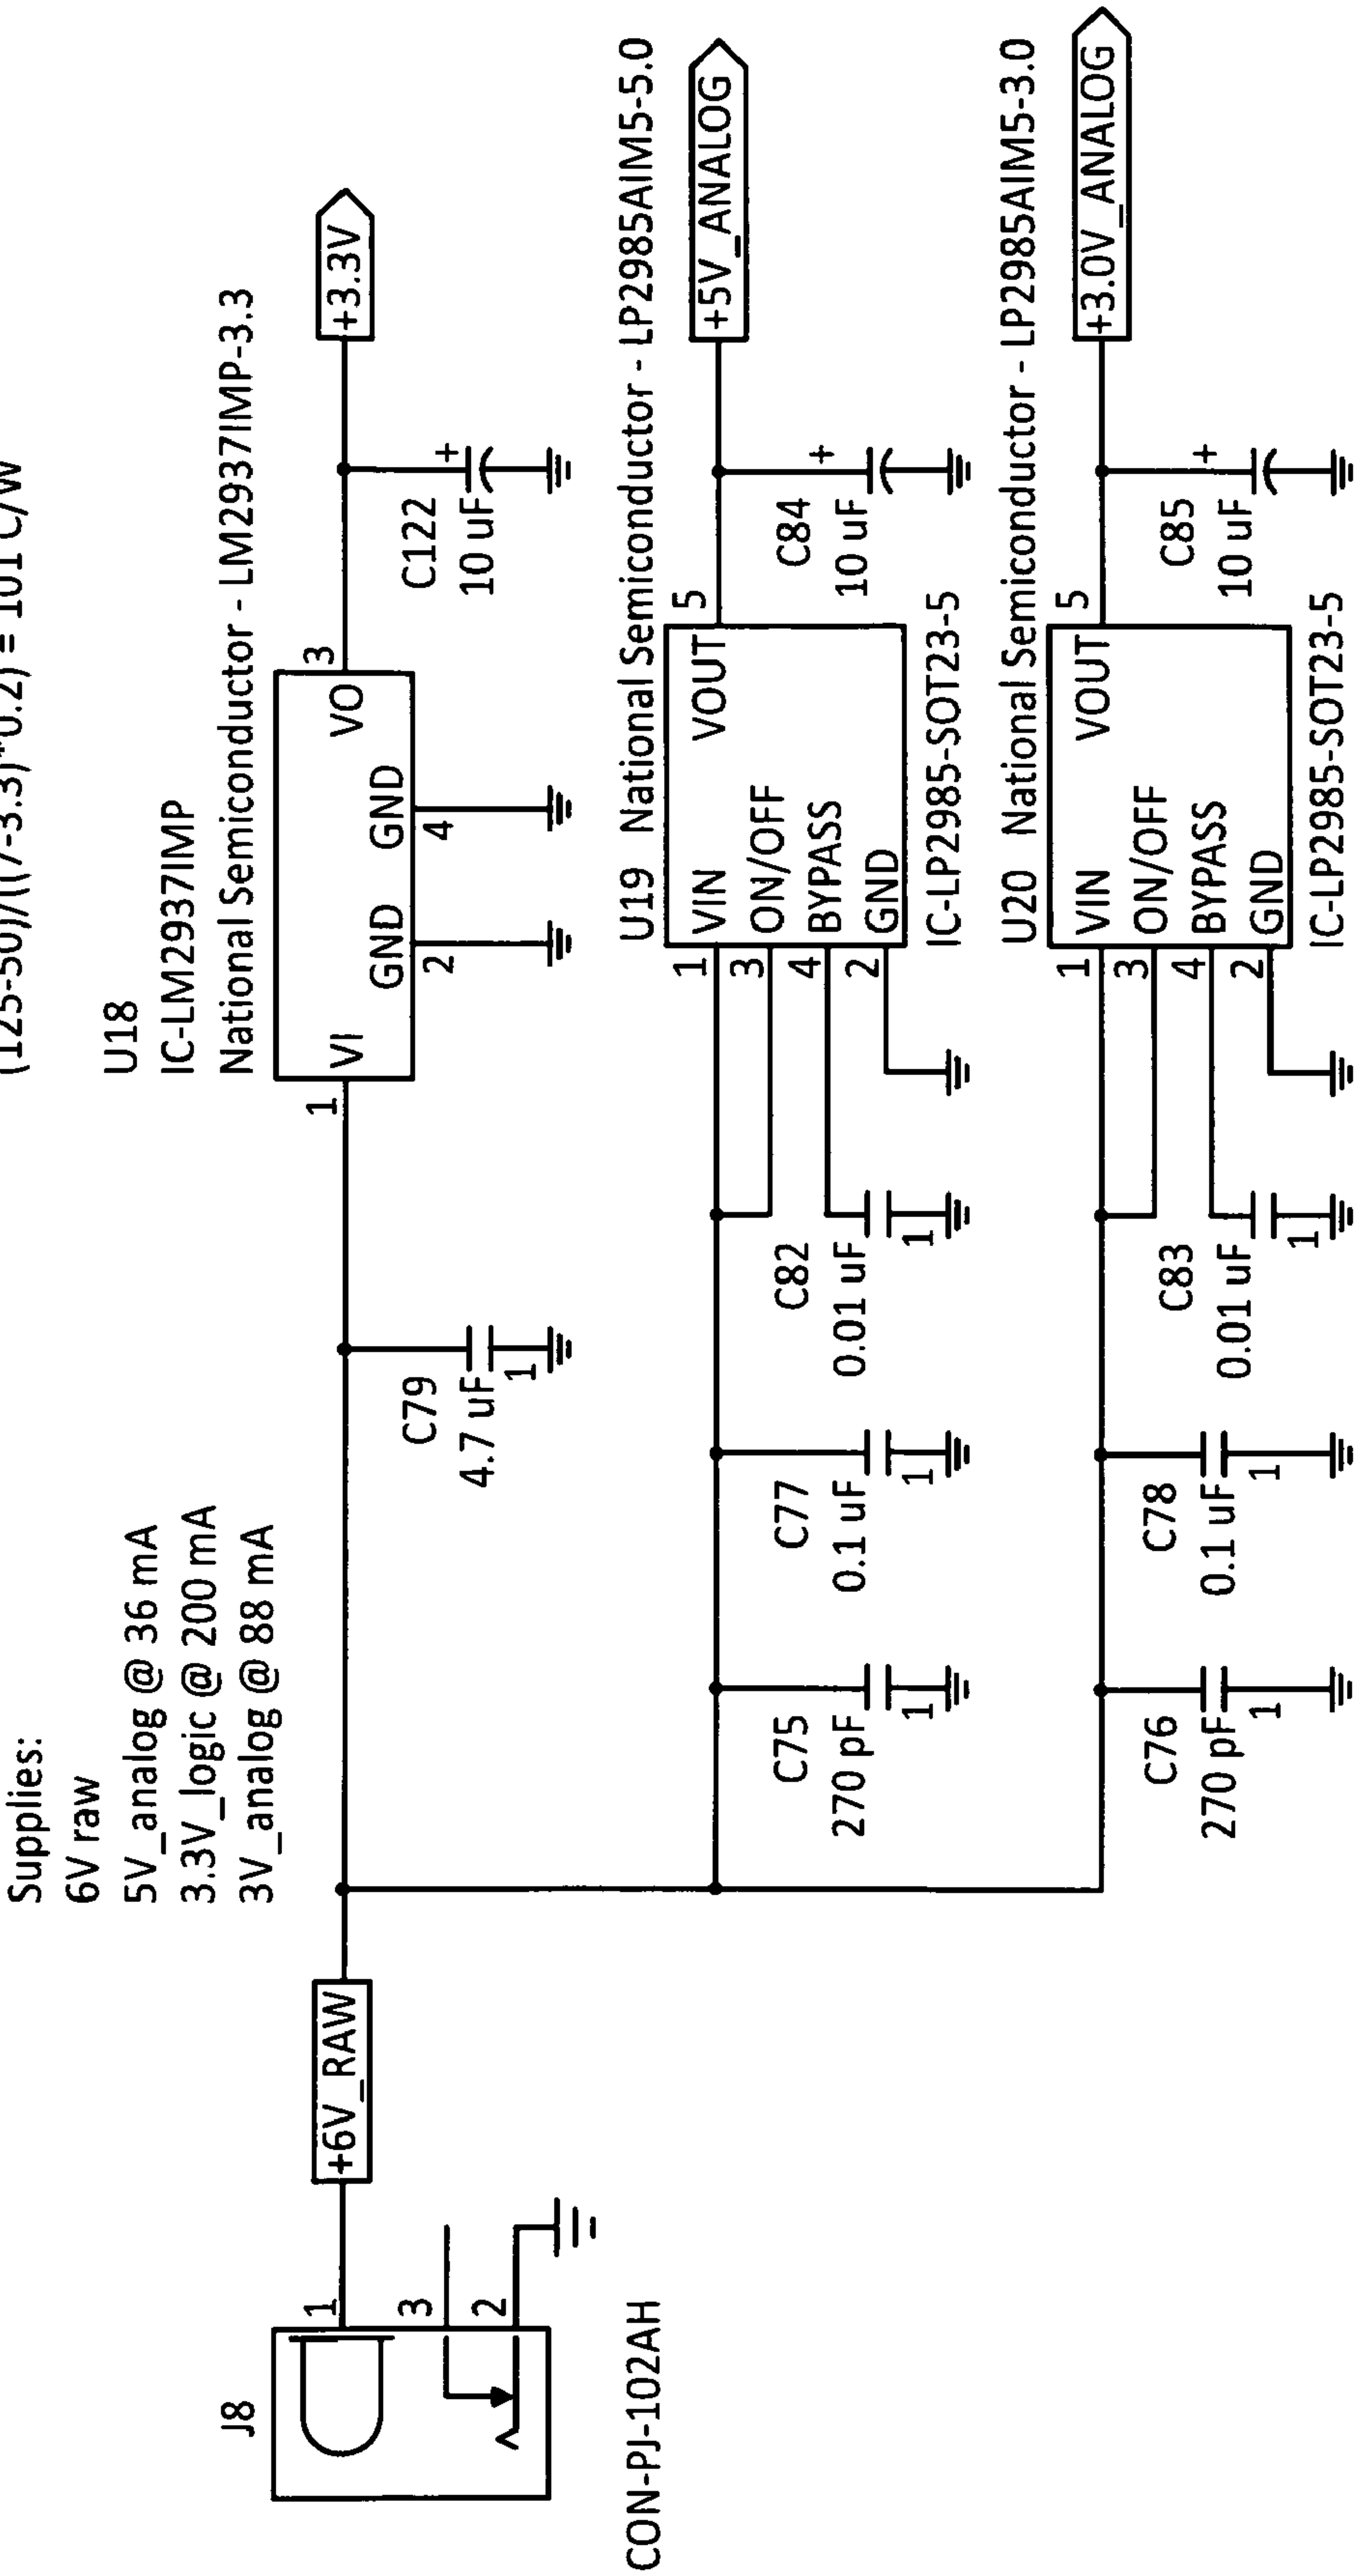 (125-50)/((7-3.3)*0.2) = 101 C/W
Supplies:
6V raw
5V_analog @ 36 mA
3.3V_logic @ 200 mA
3V_analog @ 88 mA
U18
IC-LM2937IMP
National Semiconductor - LM2937IMP-3.3
J8
1
3
2
CON-PJ-102AH
+6V_RAW
C79
4.7 uF
1
1
VI
GND
2
GND
4
VO
3
C122
10 uF
+
+3.3V
U19 National Semiconductor - LP2985AIM5-5.0
C75
270 pF
1
C77
0.1 uF
1
C82
0.01 uF
1
1
3
4
2
VIN
ON/OFF
BYPASS
GND
VOUT
5
IC-LP2985-SOT23-5
C84
10 uF
+
+5V_ANALOG
U20 National Semiconductor - LP2985AIM5-3.0
C76
270 pF
1
C78
0.1 uF
1
C83
0.01 uF
1
1
3
4
2
VIN
ON/OFF
BYPASS
GND
VOUT
5
IC-LP2985-SOT23-5
C85
10 uF
+
+3.0V_ANALOG